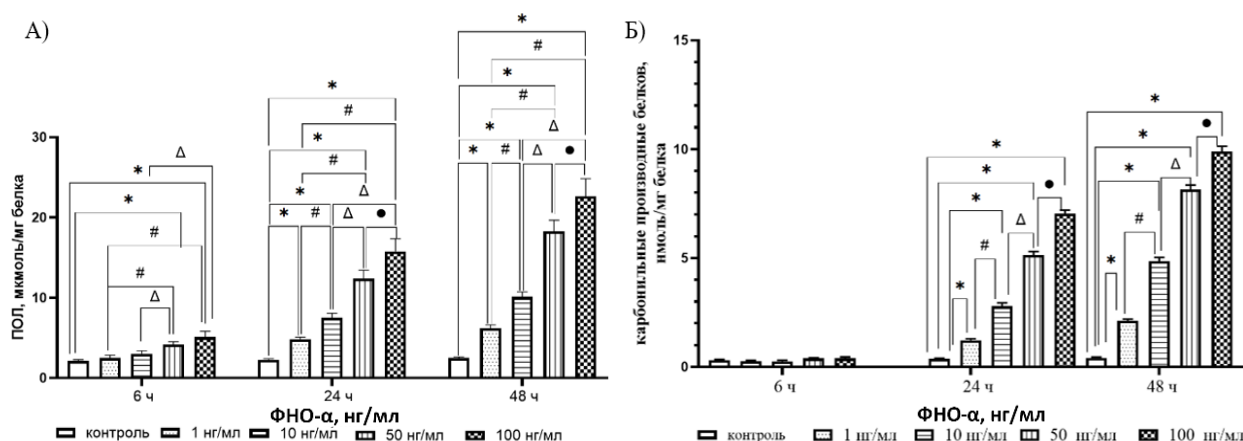 А)
ПОЛ, мкмоль/мг белка
30
20
10
0
* * # Δ * # Δ
* # * # * # Δ * # Δ ●
* # * # * # Δ * # Δ ●
6 ч 24 ч 48 ч
ФНО-α, нг/мл
контроль 1 нг/мл 10 нг/мл 50 нг/мл 100 нг/мл
Б)
карбонильные производные белков,
нмоль/мг белка
15
10
5
0
* * * * # Δ ●
* * * * # Δ ●
6 ч 24 ч 48 ч
ФНО-α, нг/мл
контроль 1 нг/мл 10 нг/мл 50 нг/мл 100 нг/мл